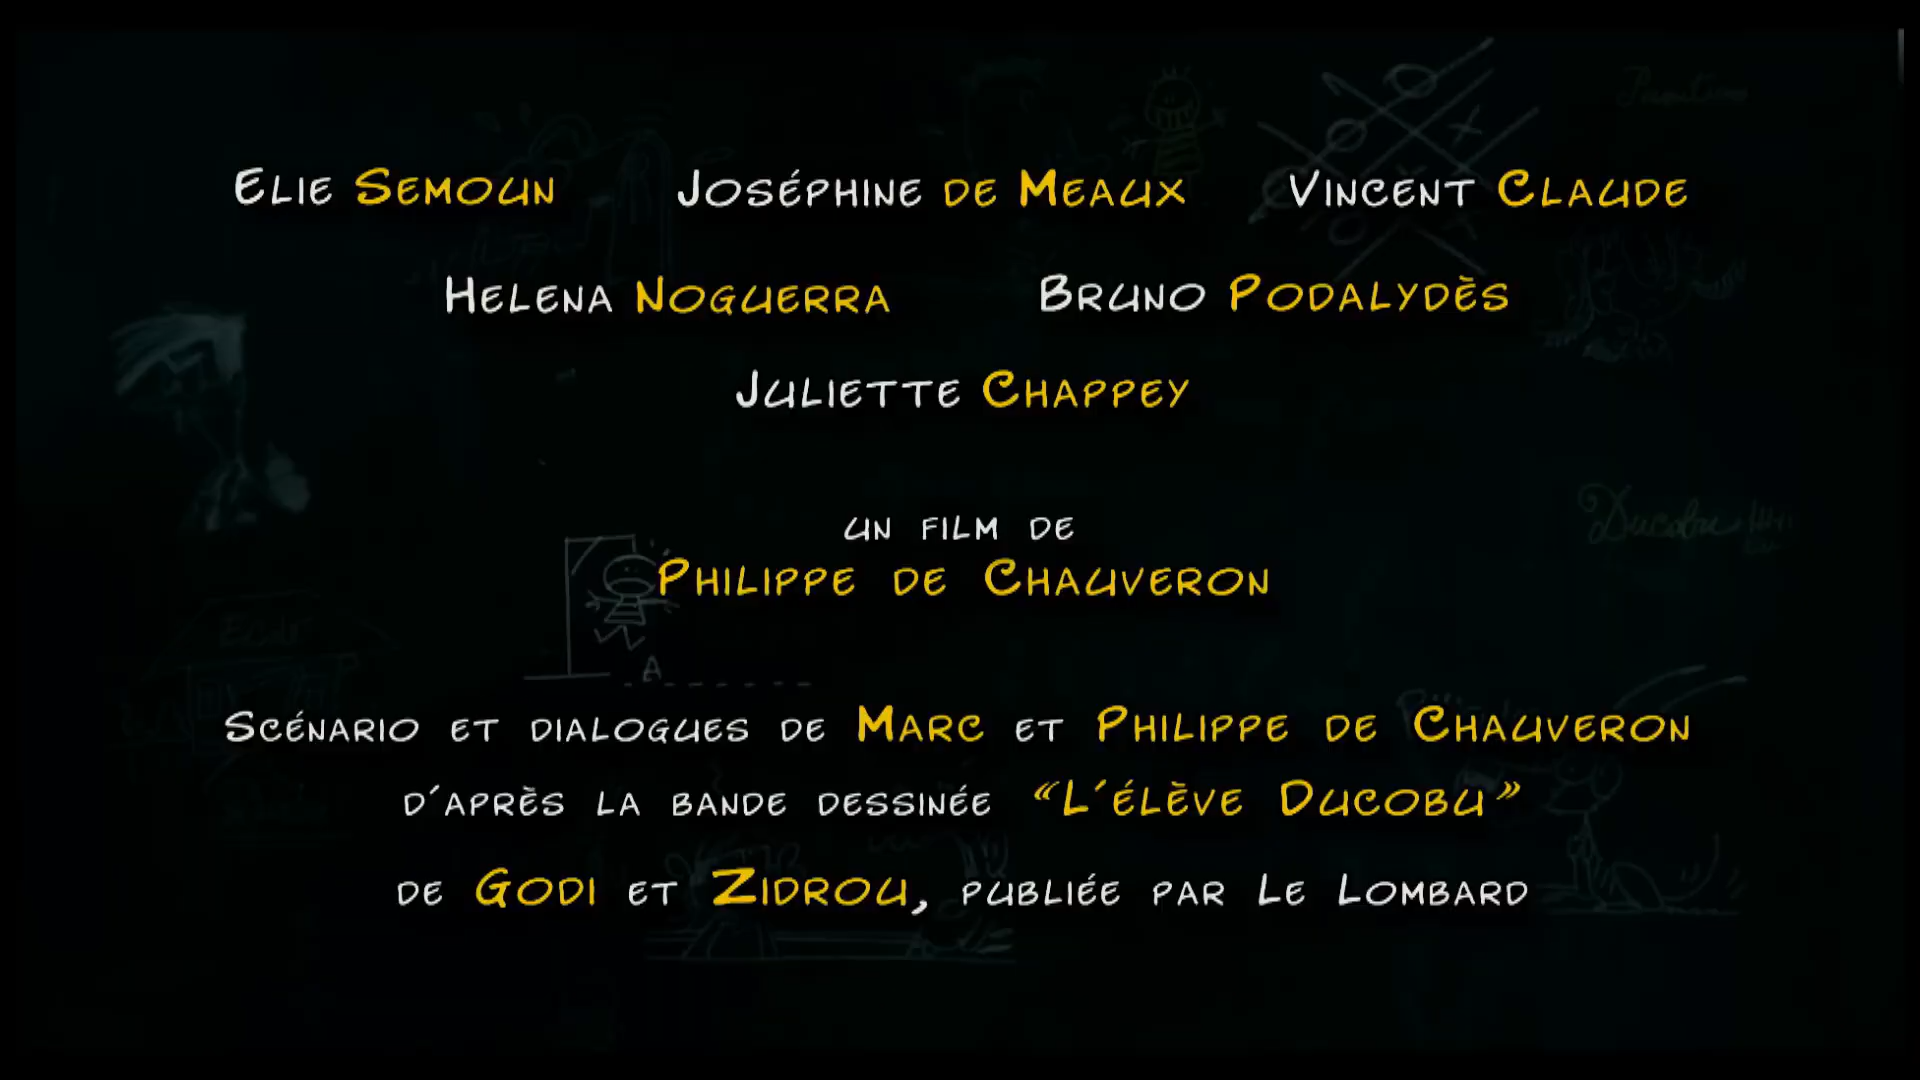 Elie Semoun Joséphine de Meaux Vincent Claude
Helena Noguerra Bruno Podalydès
Juliette Chappey
un film de
Philippe de Chauveron
Scénario et dialogues de Marc et Philippe de Chauveron
d'après la bande dessinée “L'élève Ducobu”
de Godi et Zidrou, publiée par Le Lombard
Ducobu
Ecole
A